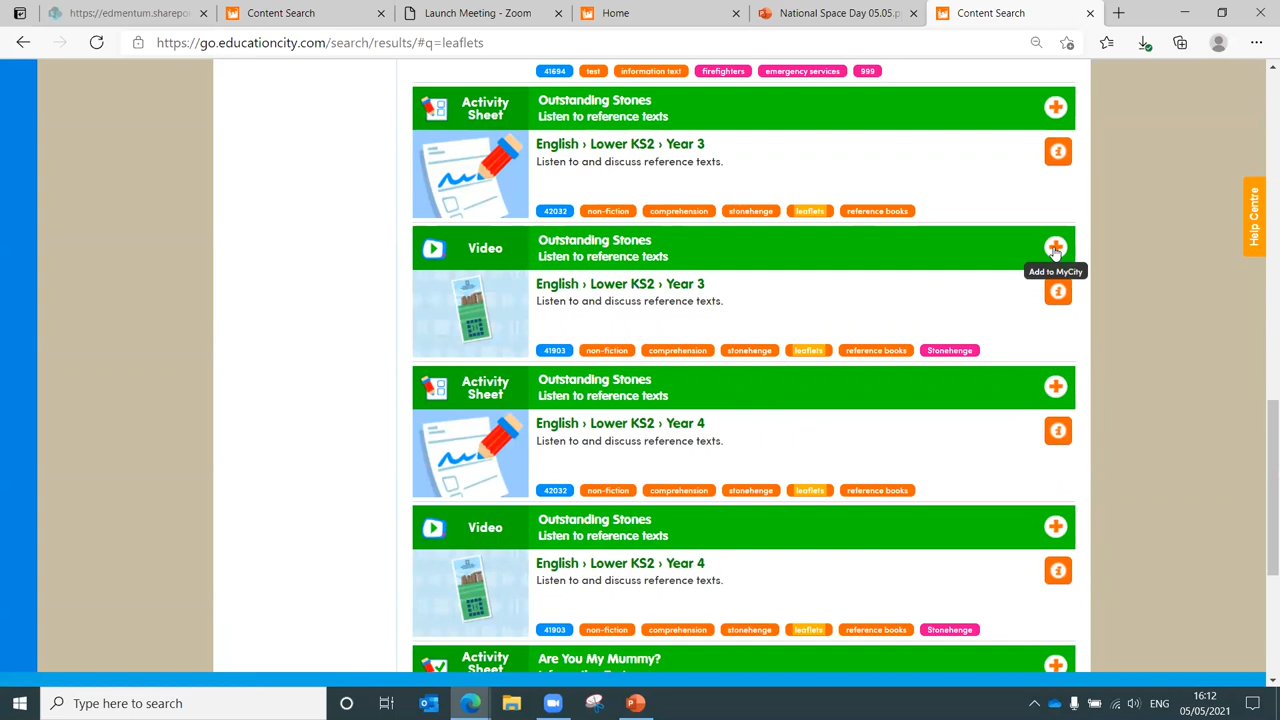 https://edmentum.sharepoi
Content Search
Launch Meeting - Zoom
Home
National Space Day 05.05.p
Content Search
https://go.educationcity.com/search/results/#q=leaflets
41694 test information text firefighters emergency services 999
Activity Sheet
Outstanding Stones
Listen to reference texts
English › Lower KS2 › Year 3
Listen to and discuss reference texts.
42032 non-fiction comprehension stonehenge leaflets reference books
Video
Outstanding Stones
Listen to reference texts
Add to MyCity
English › Lower KS2 › Year 3
Listen to and discuss reference texts.
41903 non-fiction comprehension stonehenge leaflets reference books Stonehenge
Activity Sheet
Outstanding Stones
Listen to reference texts
English › Lower KS2 › Year 4
Listen to and discuss reference texts.
42032 non-fiction comprehension stonehenge leaflets reference books
Video
Outstanding Stones
Listen to reference texts
English › Lower KS2 › Year 4
Listen to and discuss reference texts.
41903 non-fiction comprehension stonehenge leaflets reference books Stonehenge
Activity Sheet
Are You My Mummy?
Help Centre
Type here to search
ENG
16:12
05/05/2021